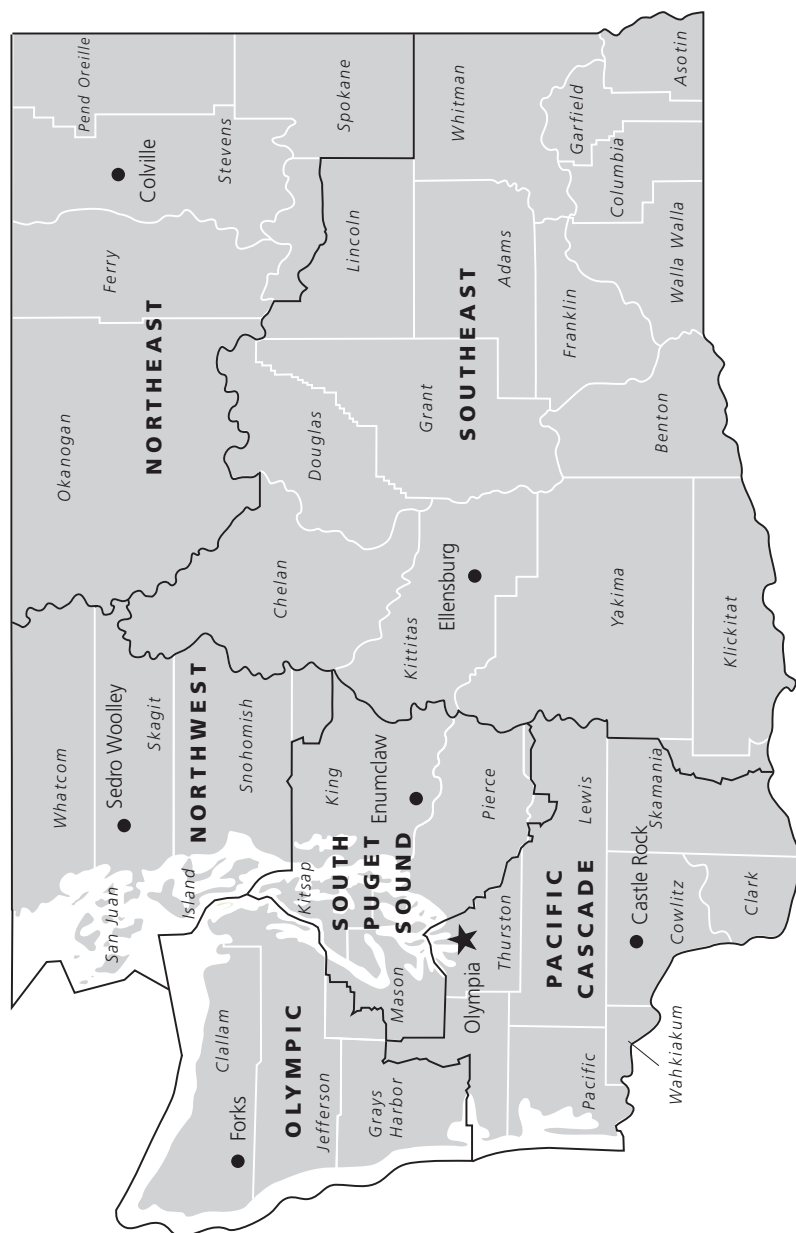 Whatcom
Okanogan
Ferry
Pend Oreille
Colville
Stevens
San Juan
Sedro Woolley
Skagit
NORTHWEST
Island
Snohomish
NORTHEAST
Spokane
Clallam
Forks
OLYMPIC
Jefferson
Grays
Harbor
Kitsap
King
SOUTH
PUGET
SOUND
Enumclaw
Mason
Chelan
Douglas
Lincoln
Kittitas
Ellensburg
Grant
SOUTHEAST
Adams
Whitman
Olympia
Thurston
Pierce
PACIFIC
CASCADE
Lewis
Franklin
Garfield
Columbia
Asotin
Pacific
Castle Rock
Skamania
Cowlitz
Yakima
Benton
Walla Walla
Wahkiakum
Clark
Klickitat